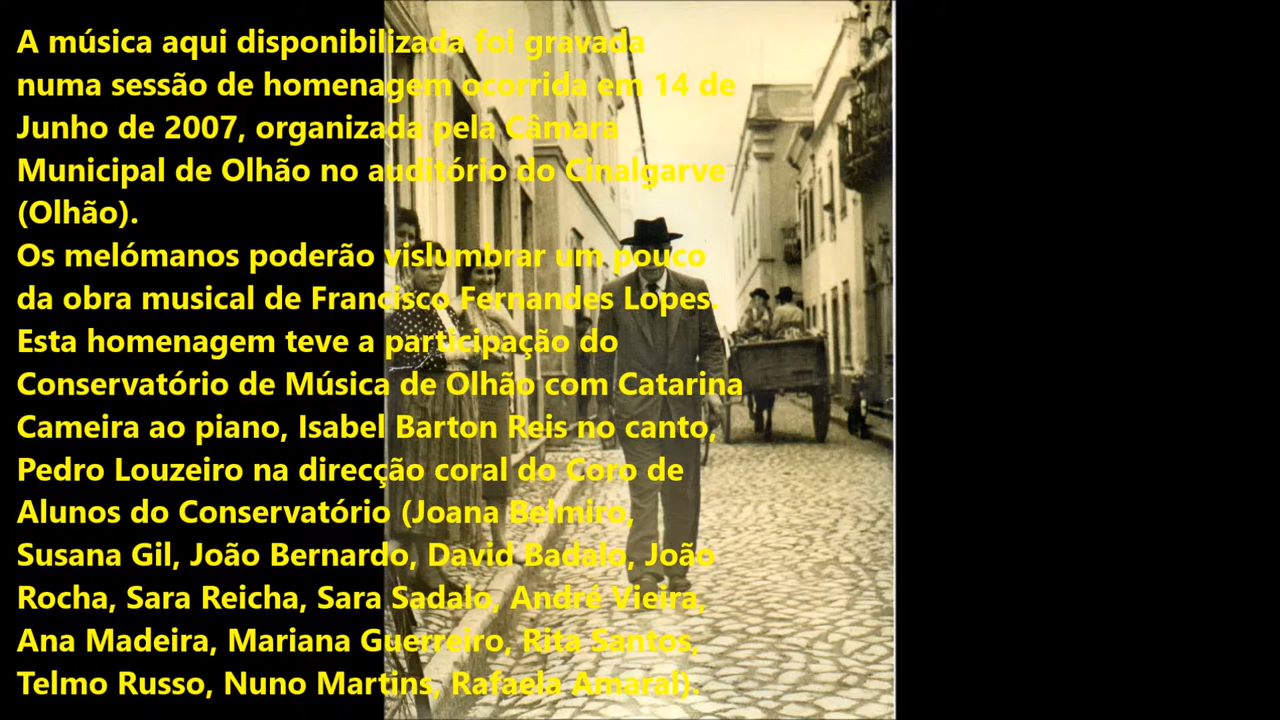 A música aqui disponibilizada foi gravada
numa sessão de homenagem ocorrida em 14 de
Junho de 2007, organizada pela Câmara
Municipal de Olhão no auditório do Cinalgarve
(Olhão).
Os melómanos poderão vislumbrar um pouco
da obra musical de Francisco Fernandes Lopes.
Esta homenagem teve a participação do
Conservatório de Música de Olhão com Catarina
Cameira ao piano, Isabel Barton Reis no canto,
Pedro Louzeiro na direcção coral do Coro de
Alunos do Conservatório (Joana Belmiro,
Susana Gil, João Bernardo, David Badalo, João
Rocha, Sara Reicha, Sara Sadalo, André Vieira,
Ana Madeira, Mariana Guerreiro, Rita Santos,
Telmo Russo, Nuno Martins, Rafaela Amaral).